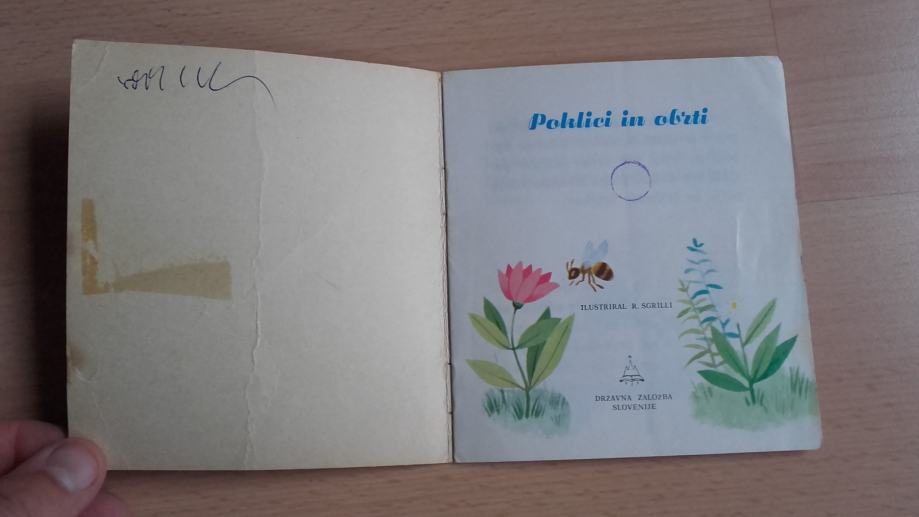 Poklici in obrti
ILUSTRIRAL R. SGRILLI
DRŽAVNA ZALOŽBA
SLOVENIJE